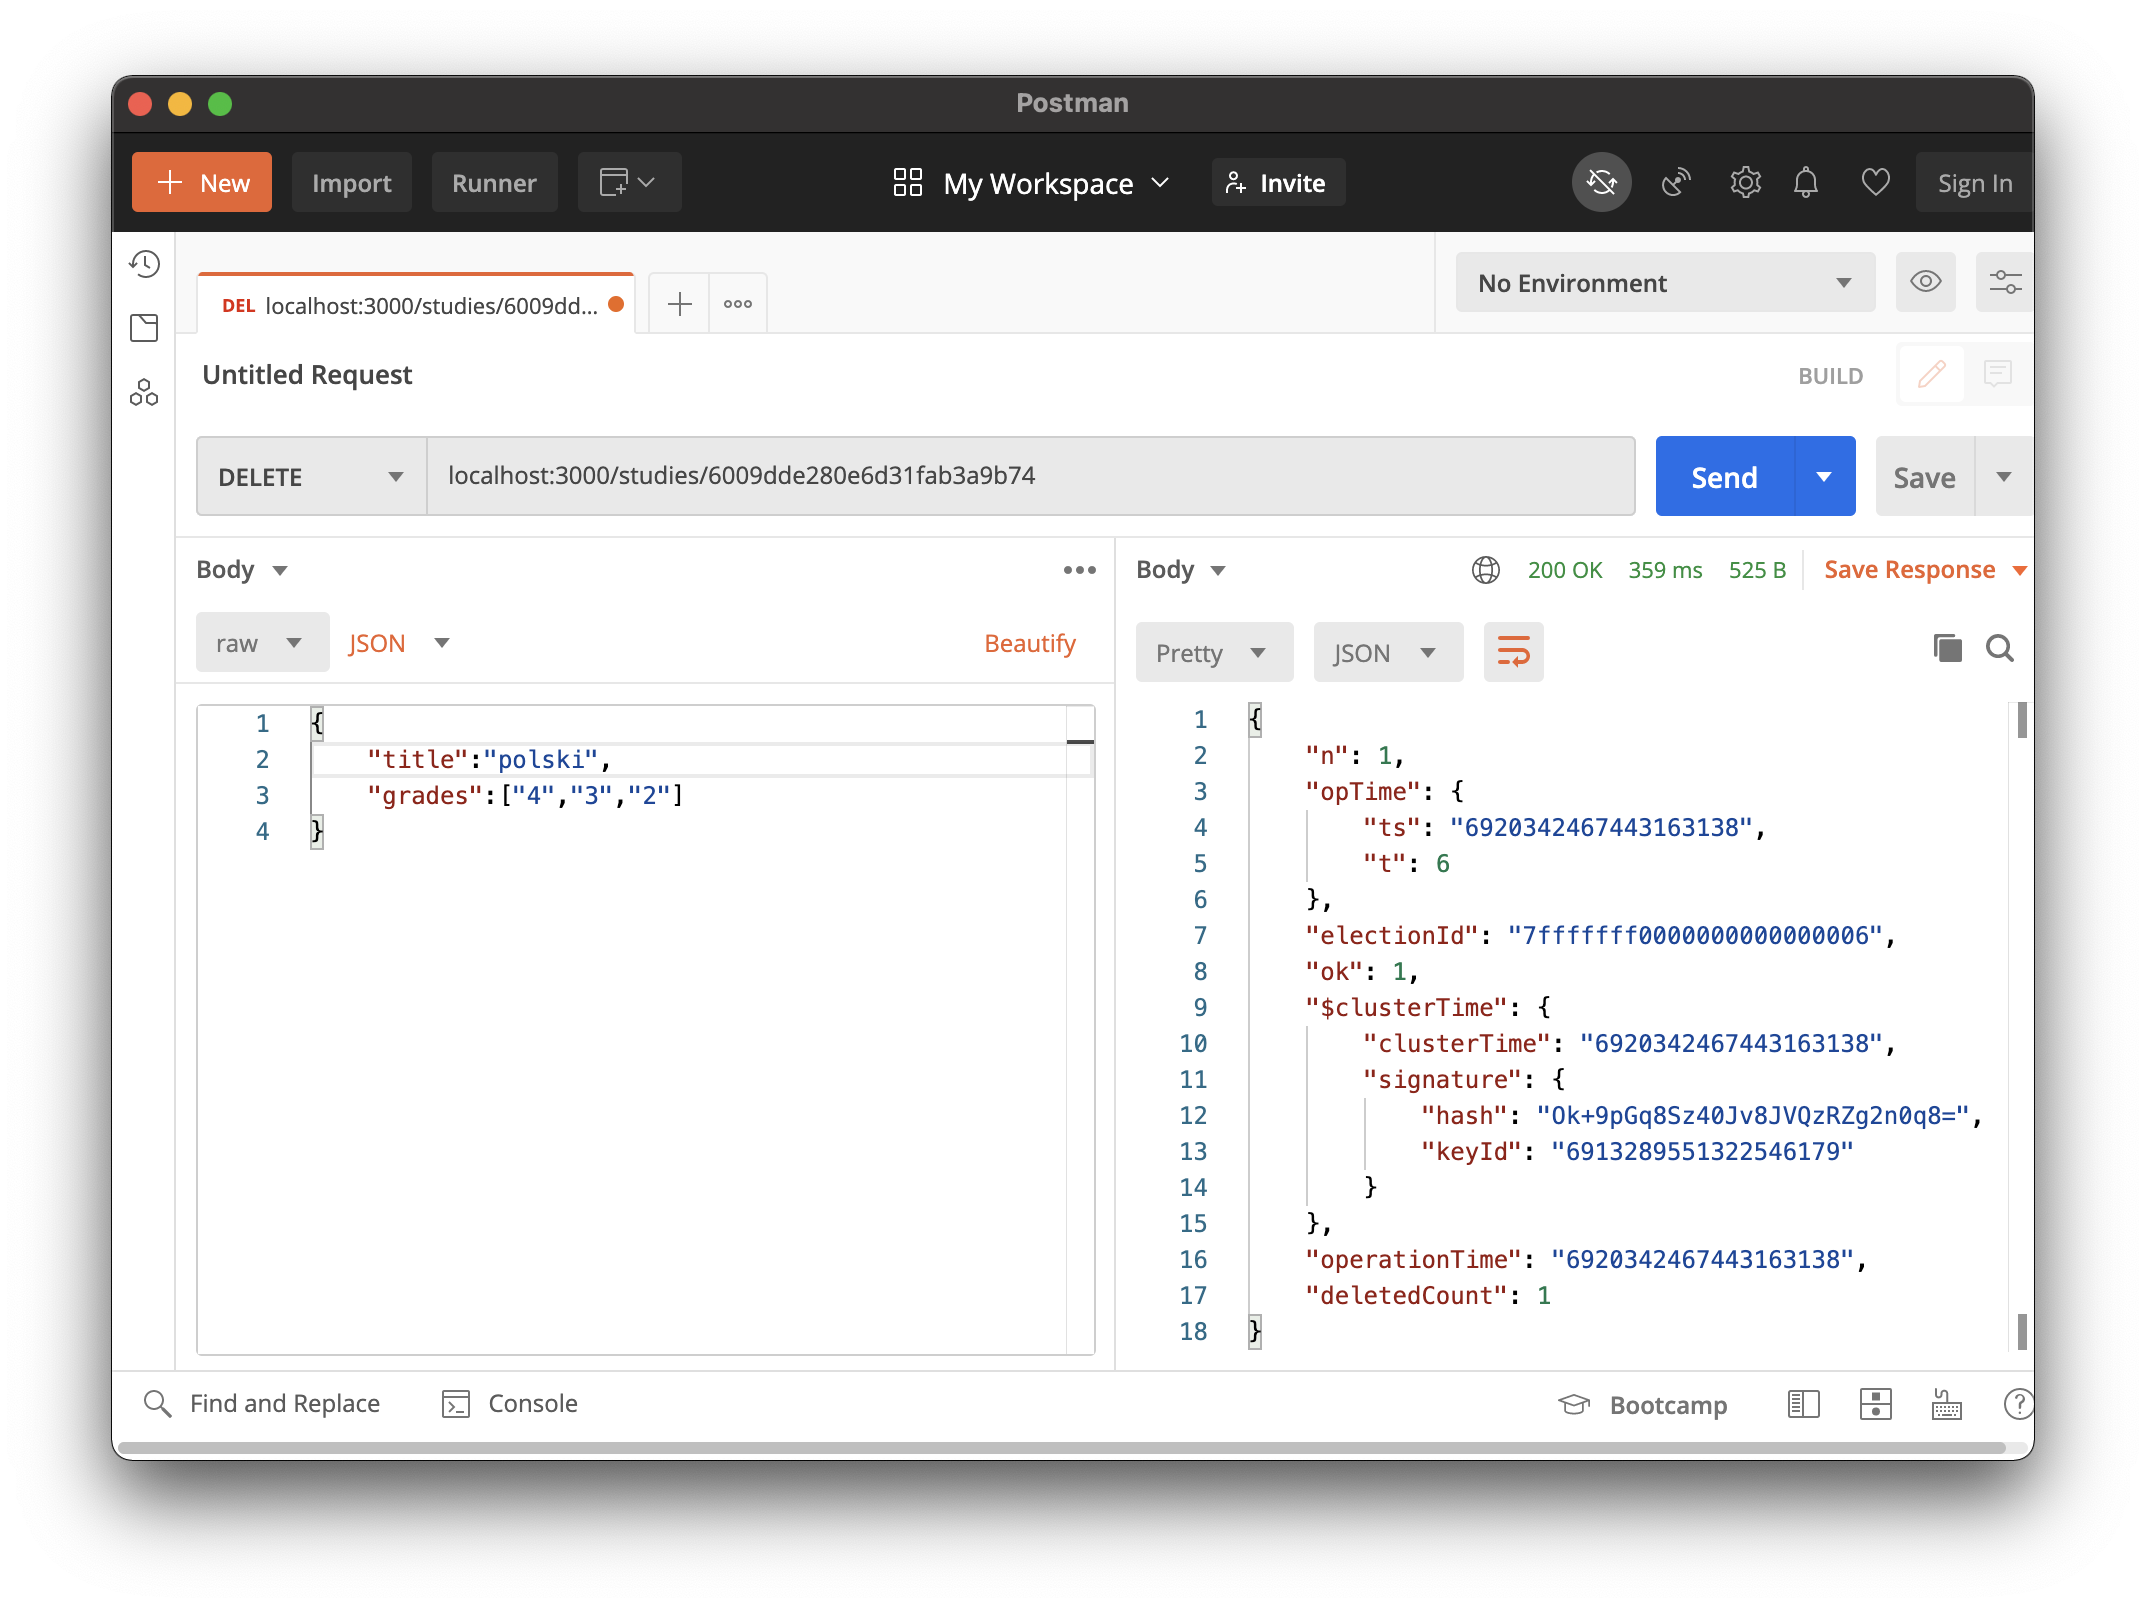 Postman
New
Import
Runner
My Workspace
Invite
Sign In
DEL localhost:3000/studies/6009dd...
No Environment
Untitled Request
BUILD
DELETE
localhost:3000/studies/6009dde280e6d31fab3a9b74
Send
Save
Body
raw
JSON
Beautify
1 {
2 "title":"polski",
3 "grades":["4","3","2"]
4 }
Body
200 OK 359 ms 525 B
Save Response
Pretty
JSON
1 {
2 "n": 1,
3 "opTime": {
4 "ts": "6920342467443163138",
5 "t": 6
6 },
7 "electionId": "7fffffff0000000000000006",
8 "ok": 1,
9 "$clusterTime": {
10 "clusterTime": "6920342467443163138",
11 "signature": {
12 "hash": "Ok+9pGq8Sz40Jv8JVQzRZg2n0q8=",
13 "keyId": "6913289551322546179"
14 }
15 },
16 "operationTime": "6920342467443163138",
17 "deletedCount": 1
18 }
Find and Replace
Console
Bootcamp